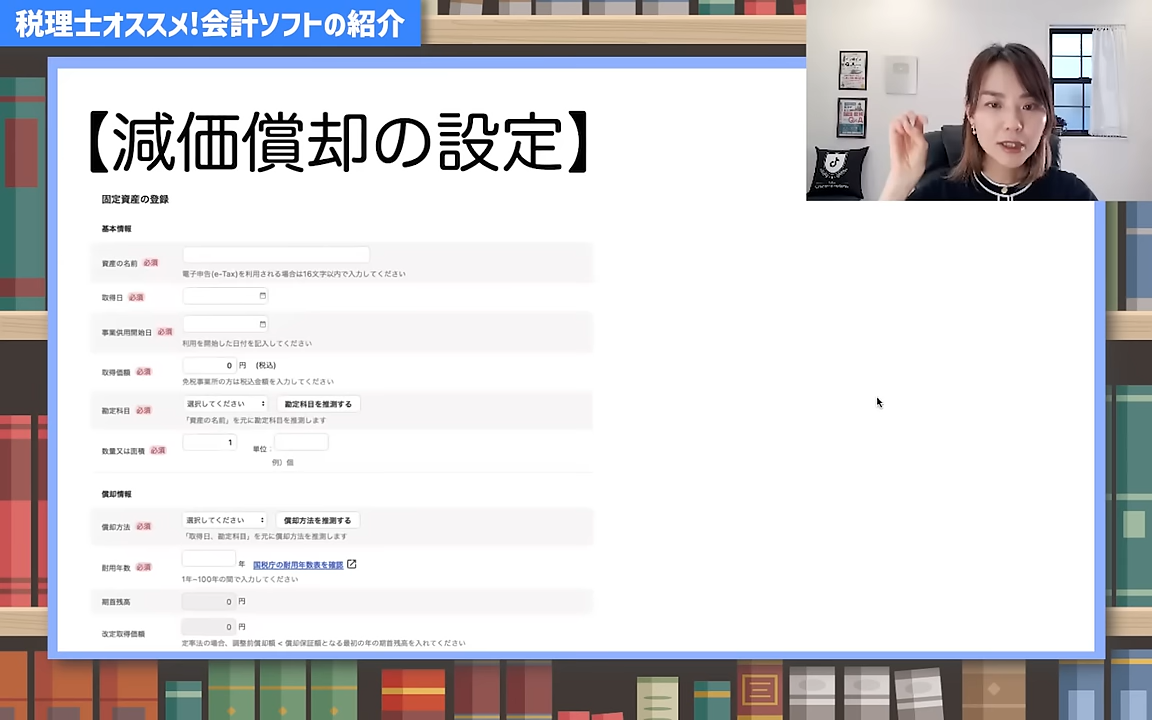 税理士オススメ!会計ソフトの紹介
【減価償却の設定】
固定資産の登録
基本情報
資産の名前 必須
電子申告(e-Tax)を利用される場合は16文字以内で入力してください
取得日 必須
事業供用開始日 必須
利用を開始した日付を記入してください
取得価額 必須 0 円 (税込)
免税事業所の方は税込金額を入力してください
勘定科目 必須 選択してください 勘定科目を推測する
「資産の名前」を元に勘定科目を推測します
数量又は面積 必須 1 単位:
例）個
償却情報
償却方法 必須 選択してください 償却方法を推測する
「取得日、勘定科目」を元に償却方法を推測します
耐用年数 必須 年 国税庁の耐用年数表を確認
1年~100年の間で入力してください
期首残高 0 円
改定取得価額 0 円
定率法の場合、調整前償却額 < 償却保証額となる最初の年の期首残高を入れてください